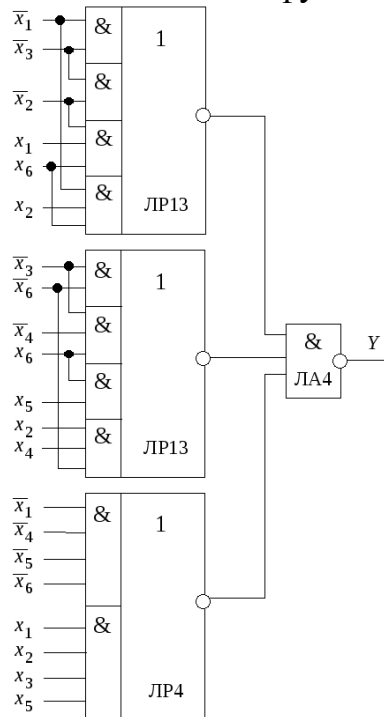 ру
x̅₁ & 1
x̅₃
&
x̅₂
&
x₁
x₆
&
x₂ ЛР13
x̅₃ & 1
x̅₆
&
x̅₄
x₆
&
x₅
x₂ &
x₄ ЛР13
& Y
ЛА4
x̅₁ & 1
x̅₄
x̅₅
x̅₆
x₁ &
x₂
x₃
x₅ ЛР4